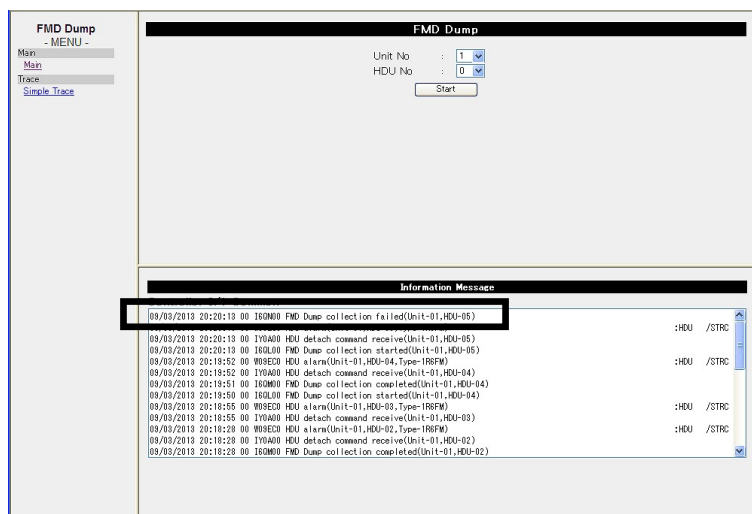 FMD Dump
- MENU -
Main
Main
Trace
Simple Trace
FMD Dump
Unit No : 1
HDU No : 0
Start
Information Message
09/03/2013 20:20:13 00 I6QN00 FMD Dump collection failed(Unit-01,HDU-05)
:HDU /STRC
09/03/2013 20:20:13 00 IY0A00 HDU detach command receive(Unit-01,HDU-05)
09/03/2013 20:20:13 00 I6QL00 FMD Dump collection started(Unit-01,HDU-05)
09/03/2013 20:19:52 00 W09EC0 HDU alarm(Unit-01,HDU-04,Type-1R6FM) :HDU /STRC
09/03/2013 20:19:52 00 IY0A00 HDU detach command receive(Unit-01,HDU-04)
09/03/2013 20:19:51 00 I6QM00 FMD Dump collection completed(Unit-01,HDU-04)
09/03/2013 20:19:50 00 I6QL00 FMD Dump collection started(Unit-01,HDU-04)
09/03/2013 20:18:55 00 W09EC0 HDU alarm(Unit-01,HDU-03,Type-1R6FM) :HDU /STRC
09/03/2013 20:18:55 00 IY0A00 HDU detach command receive(Unit-01,HDU-03)
09/03/2013 20:18:28 00 W09EC0 HDU alarm(Unit-01,HDU-02,Type-1R6FM) :HDU /STRC
09/03/2013 20:18:28 00 IY0A00 HDU detach command receive(Unit-01,HDU-02)
09/03/2013 20:18:28 00 I6QM00 FMD Dump collection completed(Unit-01,HDU-02)